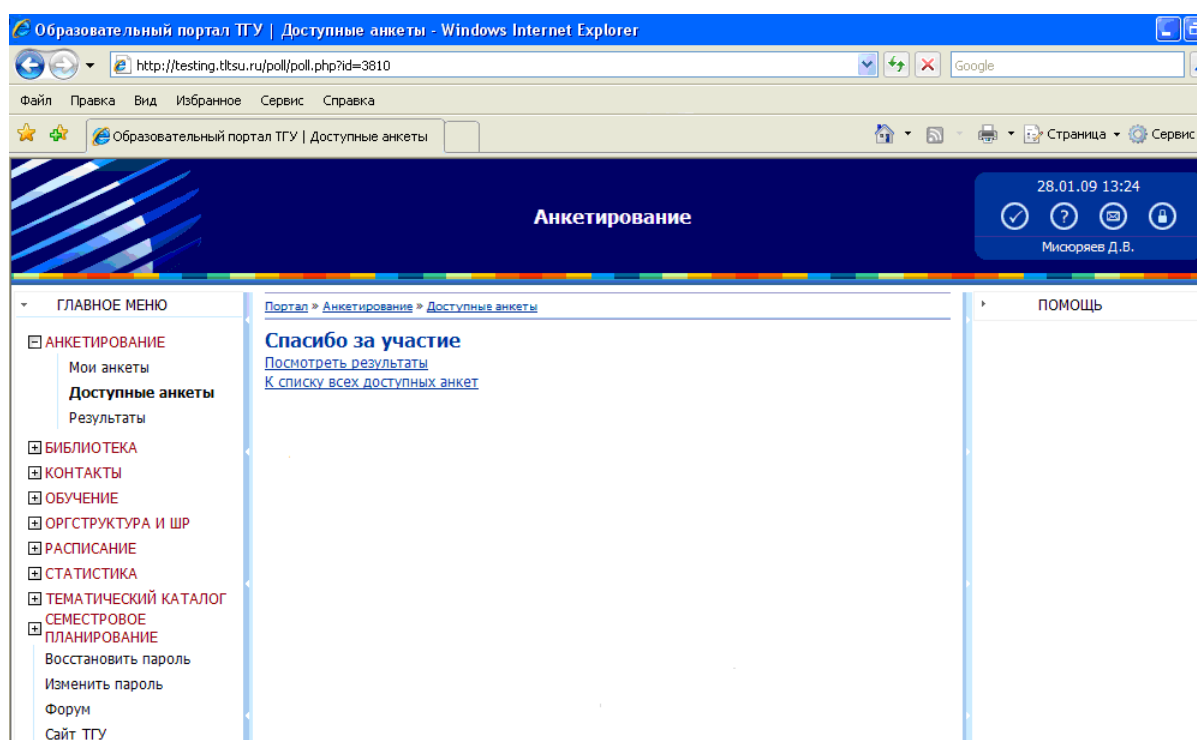 Образовательный портал ТГУ | Доступные анкеты - Windows Internet Explorer
http://testing.tltsu.ru/poll/poll.php?id=3810
Google
Файл Правка Вид Избранное Сервис Справка
Образовательный портал ТГУ | Доступные анкеты
Страница
Сервис
Анкетирование
28.01.09 13:24
Мисюряев Д.В.
ГЛАВНОЕ МЕНЮ
АНКЕТИРОВАНИЕ
Мои анкеты
Доступные анкеты
Результаты
БИБЛИОТЕКА
КОНТАКТЫ
ОБУЧЕНИЕ
ОРГСТРУКТУРА И ШР
РАСПИСАНИЕ
СТАТИСТИКА
ТЕМАТИЧЕСКИЙ КАТАЛОГ
СЕМЕСТРОВОЕ
ПЛАНИРОВАНИЕ
Восстановить пароль
Изменить пароль
Форум
Сайт ТГУ
Портал » Анкетирование » Доступные анкеты
Спасибо за участие
Посмотреть результаты
К списку всех доступных анкет
ПОМОЩЬ